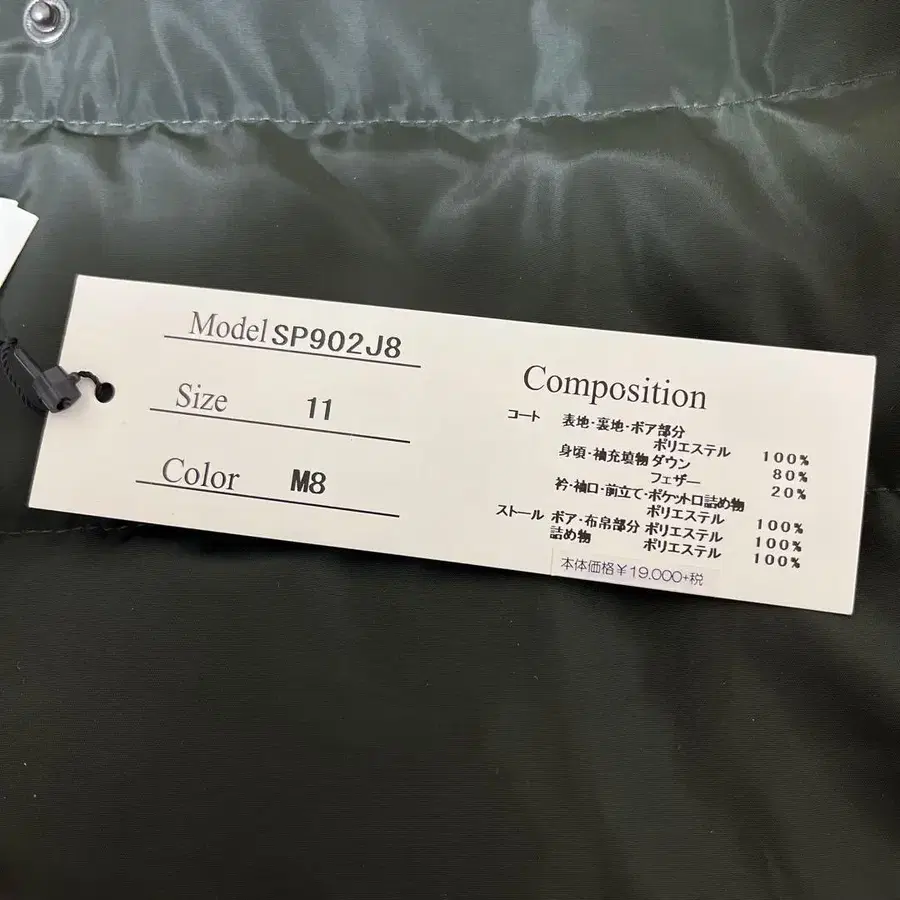 Model SP902J8
Size 11
Color M8
Composition
コート 表地・裏地・ボア部分
ポリエステル 100%
身頃・袖充填物 ダウン 80%
フェザー 20%
衿・袖口・前立て・ポケット口詰め物
ポリエステル 100%
ストール ボア・布帛部分 ポリエステル 100%
詰め物 ポリエステル 100%
本体価格¥19,000+税